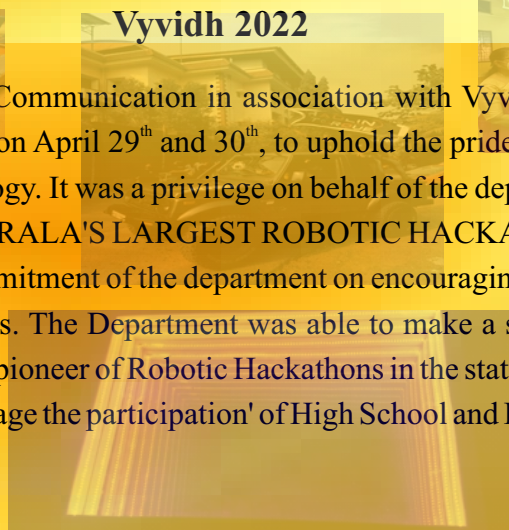 Vyvidh 2022
Communication in association with Vyv
on April 29th and 30th, to uphold the pride
ogy. It was a privilege on behalf of the dep
RALA'S LARGEST ROBOTIC HACKA
mitment of the department on encouragin
s. The Department was able to make a s
pioneer of Robotic Hackathons in the stat
age the participation' of High School and